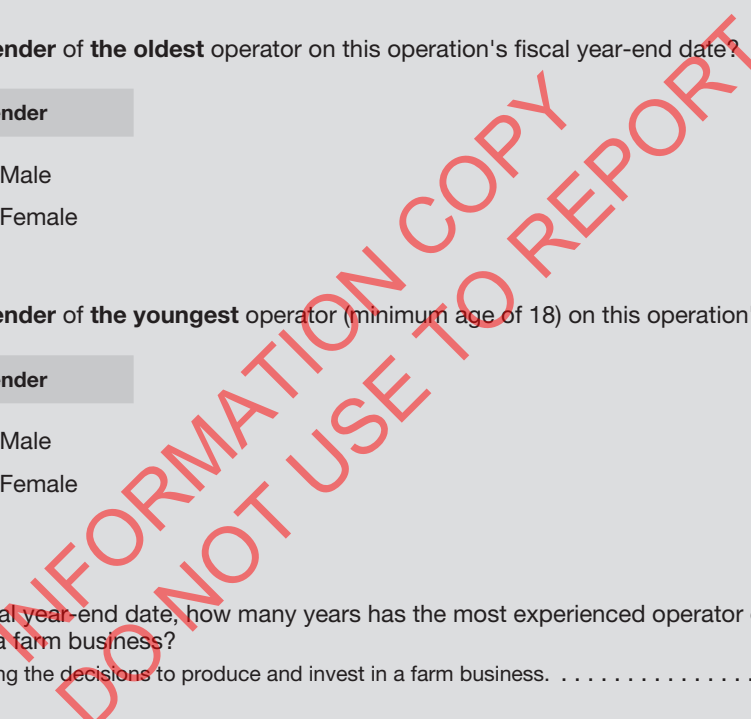 ender of the oldest operator on this operation's fiscal year-end date?
ender
Male
Female
ender of the youngest operator (minimum age of 18) on this operation
ender
Male
Female
al year-end date, how many years has the most experienced operator
a farm business?
ng the decisions to produce and invest in a farm business. . . . . . . . . . . . . . . .
INFORMATION COPY
DO NOT USE TO REPORT